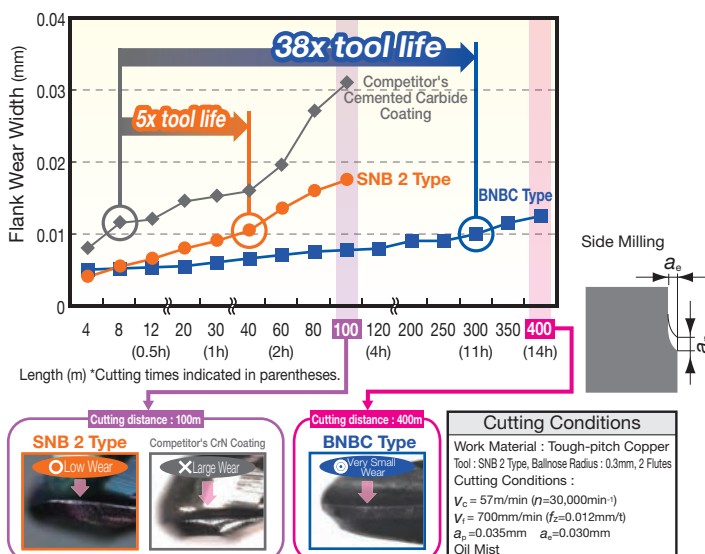 0.04
38x tool life
Competitor's
Cemented Carbide
Coating
0.03
5x tool life
0.02
SNB 2 Type
BNBC Type
0.01
0
Flank Wear Width (mm)
4 8 12 20 30 40 60 80 100 120 200 250 300 350 400
(0.5h) (1h) (2h) (4h) (11h) (14h)
Length (m) *Cutting times indicated in parentheses.
Side Milling
ae
Cutting distance : 100m
SNB 2 Type
Low Wear
Competitor's CrN Coating
Large Wear
Cutting distance : 400m
BNBC Type
Very Small
Wear
Cutting Conditions
Work Material : Tough-pitch Copper
Tool : SNB 2 Type, Ballnose Radius : 0.3mm, 2 Flutes
Cutting Conditions :
Vc = 57m/min (n=30,000min⁻¹)
Vf = 700mm/min (fz=0.012mm/t)
ap=0.035mm ae=0.030mm
Oil Mist